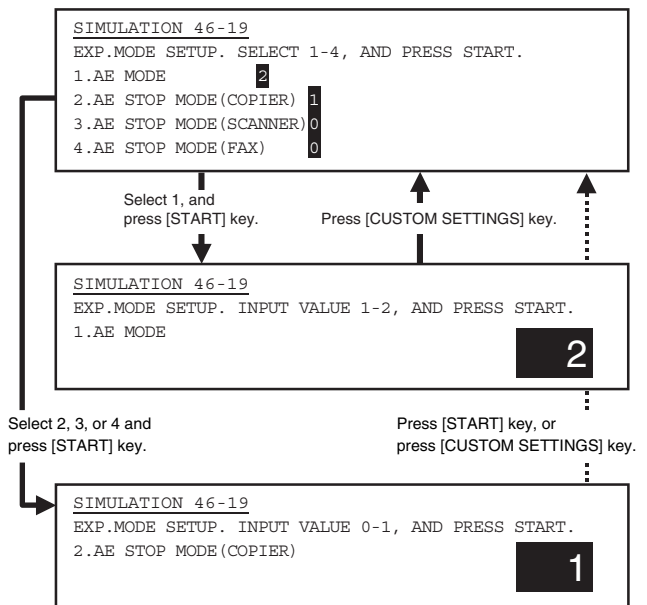 SIMULATION 46-19
EXP.MODE SETUP. SELECT 1-4, AND PRESS START.
1.AE MODE 2
2.AE STOP MODE(COPIER) 1
3.AE STOP MODE(SCANNER) 0
4.AE STOP MODE(FAX) 0
Select 1, and
press [START] key.
Press [CUSTOM SETTINGS] key.
SIMULATION 46-19
EXP.MODE SETUP. INPUT VALUE 1-2, AND PRESS START.
1.AE MODE
2
Select 2, 3, or 4 and
press [START] key.
Press [START] key, or
press [CUSTOM SETTINGS] key.
SIMULATION 46-19
EXP.MODE SETUP. INPUT VALUE 0-1, AND PRESS START.
2.AE STOP MODE(COPIER)
1